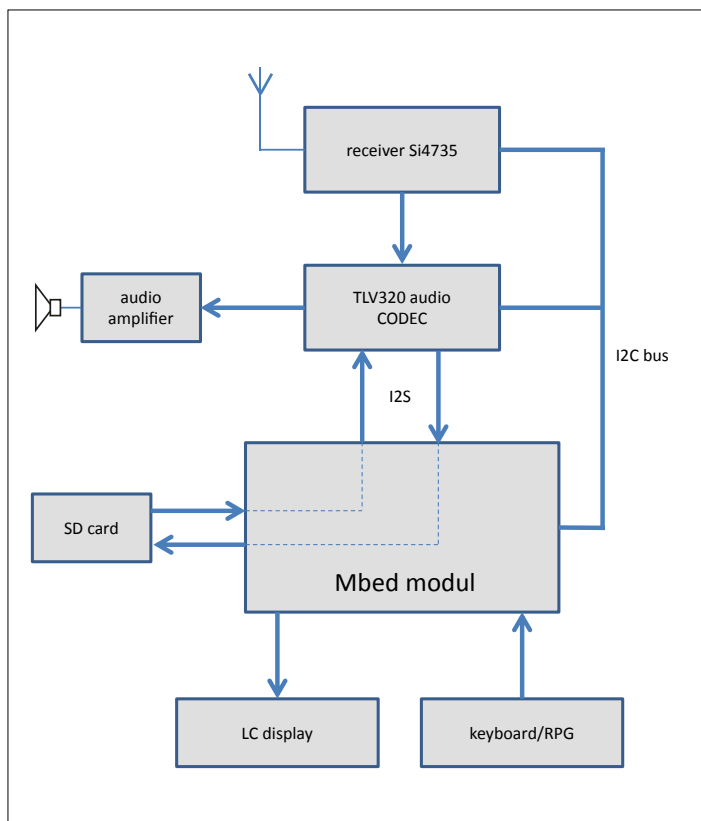 receiver Si4735
audio
amplifier
TLV320 audio
CODEC
I2C bus
I2S
SD card
Mbed modul
LC display
keyboard/RPG